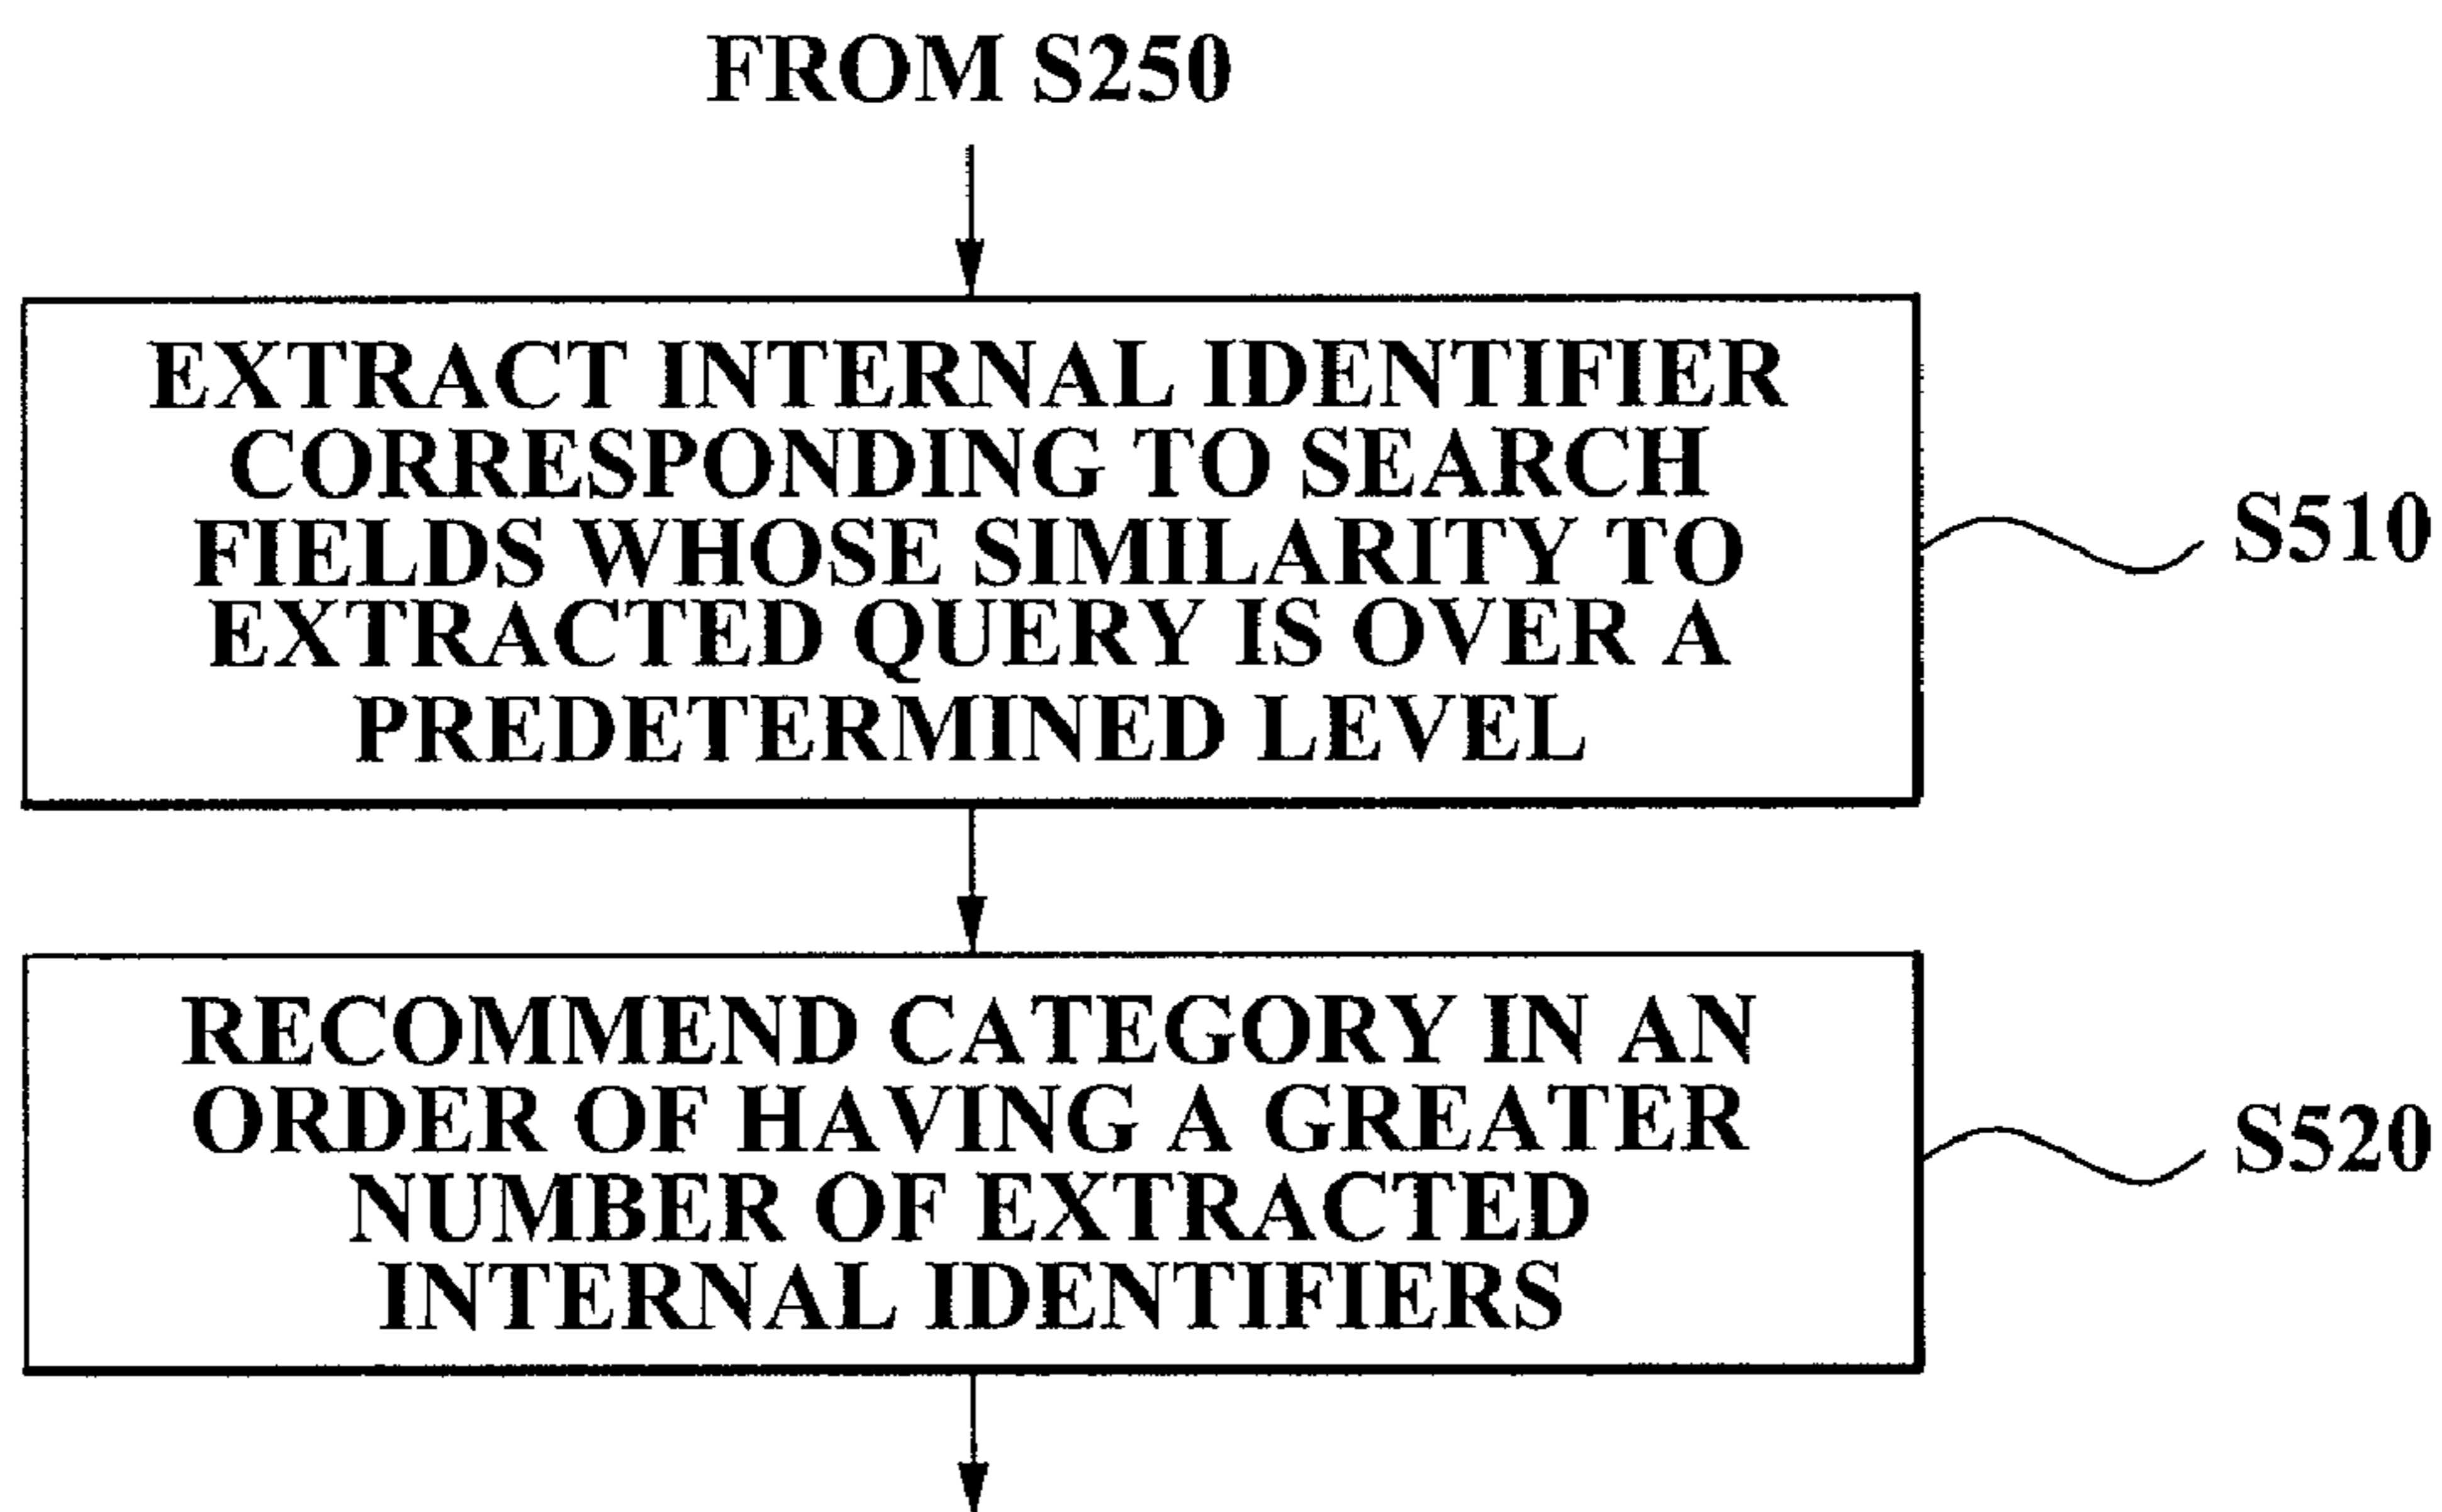 FROM S250
EXTRACT INTERNAL IDENTIFIER
CORRESPONDING TO SEARCH
FIELDS WHOSE SIMILARITY TO
EXTRACTED QUERY IS OVER A
PREDETERMINED LEVEL
S510
RECOMMEND CATEGORY IN AN
ORDER OF HAVING A GREATER
NUMBER OF EXTRACTED
INTERNAL IDENTIFIERS
S520